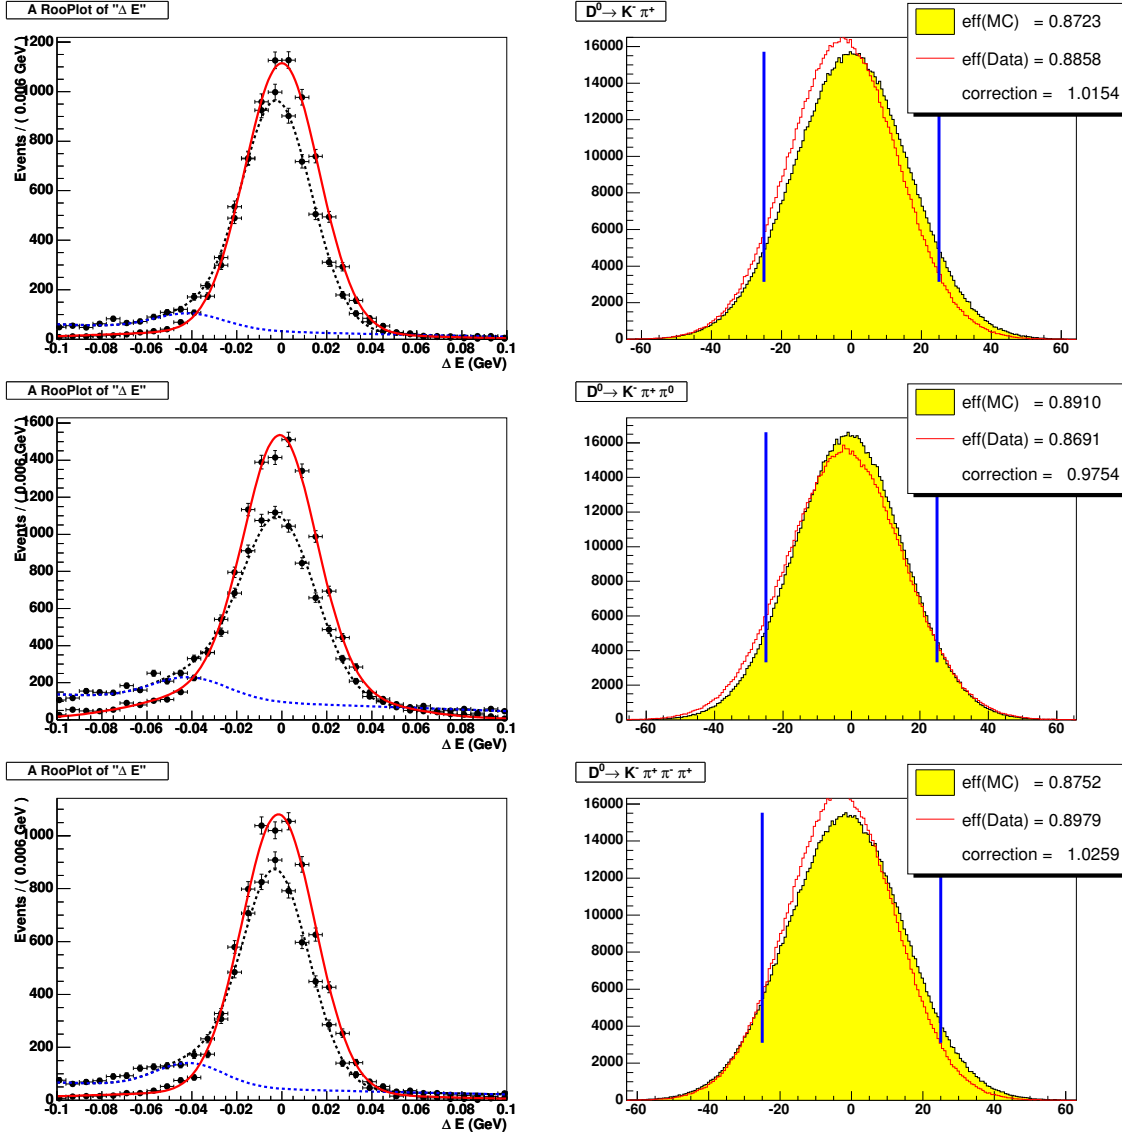 A RooPlot of "Δ E"
Events / ( 0.006 GeV )
1200
1000
800
600
400
200
0
-0.1 -0.08 -0.06 -0.04 -0.02 0 0.02 0.04 0.06 0.08 0.1
Δ E (GeV)
D⁰→ K⁻ π⁺
eff(MC) = 0.8723
eff(Data) = 0.8858
correction = 1.0154
16000
14000
12000
10000
8000
6000
4000
2000
0
-60 -40 -20 0 20 40 60
A RooPlot of "Δ E"
Events / ( 0.006 GeV )
1600
1400
1200
1000
800
600
400
200
0
-0.1 -0.08 -0.06 -0.04 -0.02 0 0.02 0.04 0.06 0.08 0.1
Δ E (GeV)
D⁰→ K⁻ π⁺ π⁰
eff(MC) = 0.8910
eff(Data) = 0.8691
correction = 0.9754
16000
14000
12000
10000
8000
6000
4000
2000
0
-60 -40 -20 0 20 40 60
A RooPlot of "Δ E"
Events / ( 0.006 GeV )
1000
800
600
400
200
0
-0.1 -0.08 -0.06 -0.04 -0.02 0 0.02 0.04 0.06 0.08 0.1
Δ E (GeV)
D⁰→ K⁻ π⁺ π⁻ π⁺
eff(MC) = 0.8752
eff(Data) = 0.8979
correction = 1.0259
16000
14000
12000
10000
8000
6000
4000
2000
0
-60 -40 -20 0 20 40 60